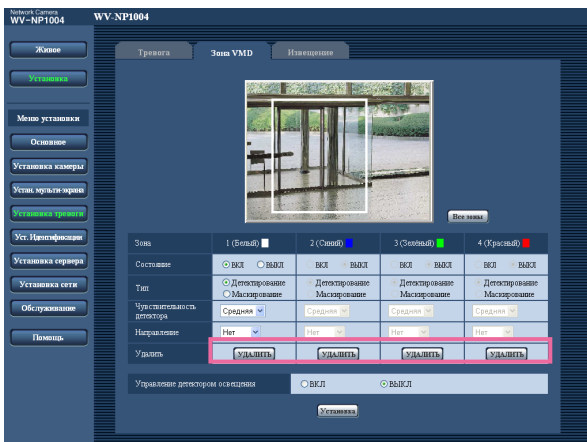 Network Camera
WV-NP1004
WV-NP1004
Живое
Установка
Меню установки
Основное
Установка камеры
Устан. мульти-экрана
Установка тревоги
Уст. Идентификации
Установка сервера
Установка сети
Обслуживание
Помощь
Тревога Зона VMD Извещение
Все зоны
Зона 1 (Белый) 2 (Синий) 3 (Зелёный) 4 (Красный)
Состояние ВКЛ ВЫКЛ ВКЛ ВЫКЛ ВКЛ ВЫКЛ ВКЛ ВЫКЛ
Тип Детектирование Детектирование Детектирование Детектирование
Маскирование Маскирование Маскирование Маскирование
Чувствительность
детектора Средняя Средняя Средняя Средняя
Направление Нет Нет Нет Нет
Удалить УДАЛИТЬ УДАЛИТЬ УДАЛИТЬ УДАЛИТЬ
Управление детектором освещения ВКЛ ВЫКЛ
Установка